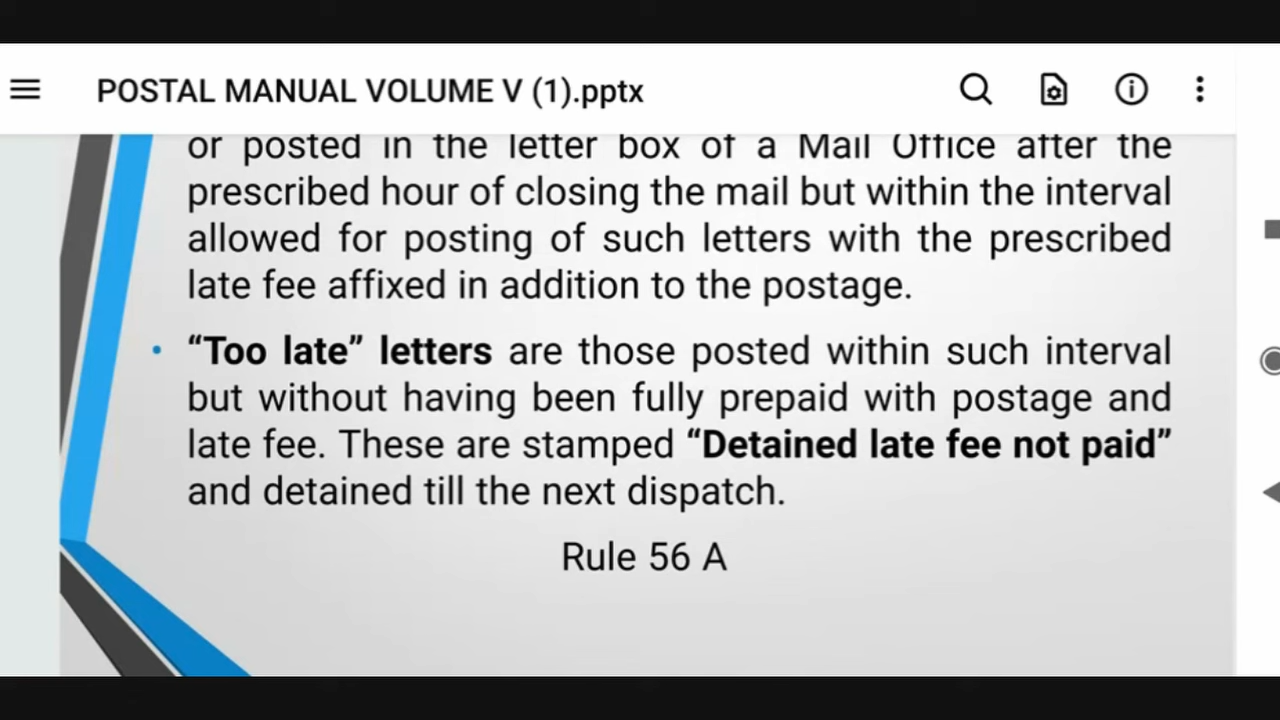 POSTAL MANUAL VOLUME V (1).pptx
or posted in the letter box of a Mail Office after the
prescribed hour of closing the mail but within the interval
allowed for posting of such letters with the prescribed
late fee affixed in addition to the postage.
• “Too late” letters are those posted within such interval
but without having been fully prepaid with postage and
late fee. These are stamped “Detained late fee not paid”
and detained till the next dispatch.
Rule 56 A